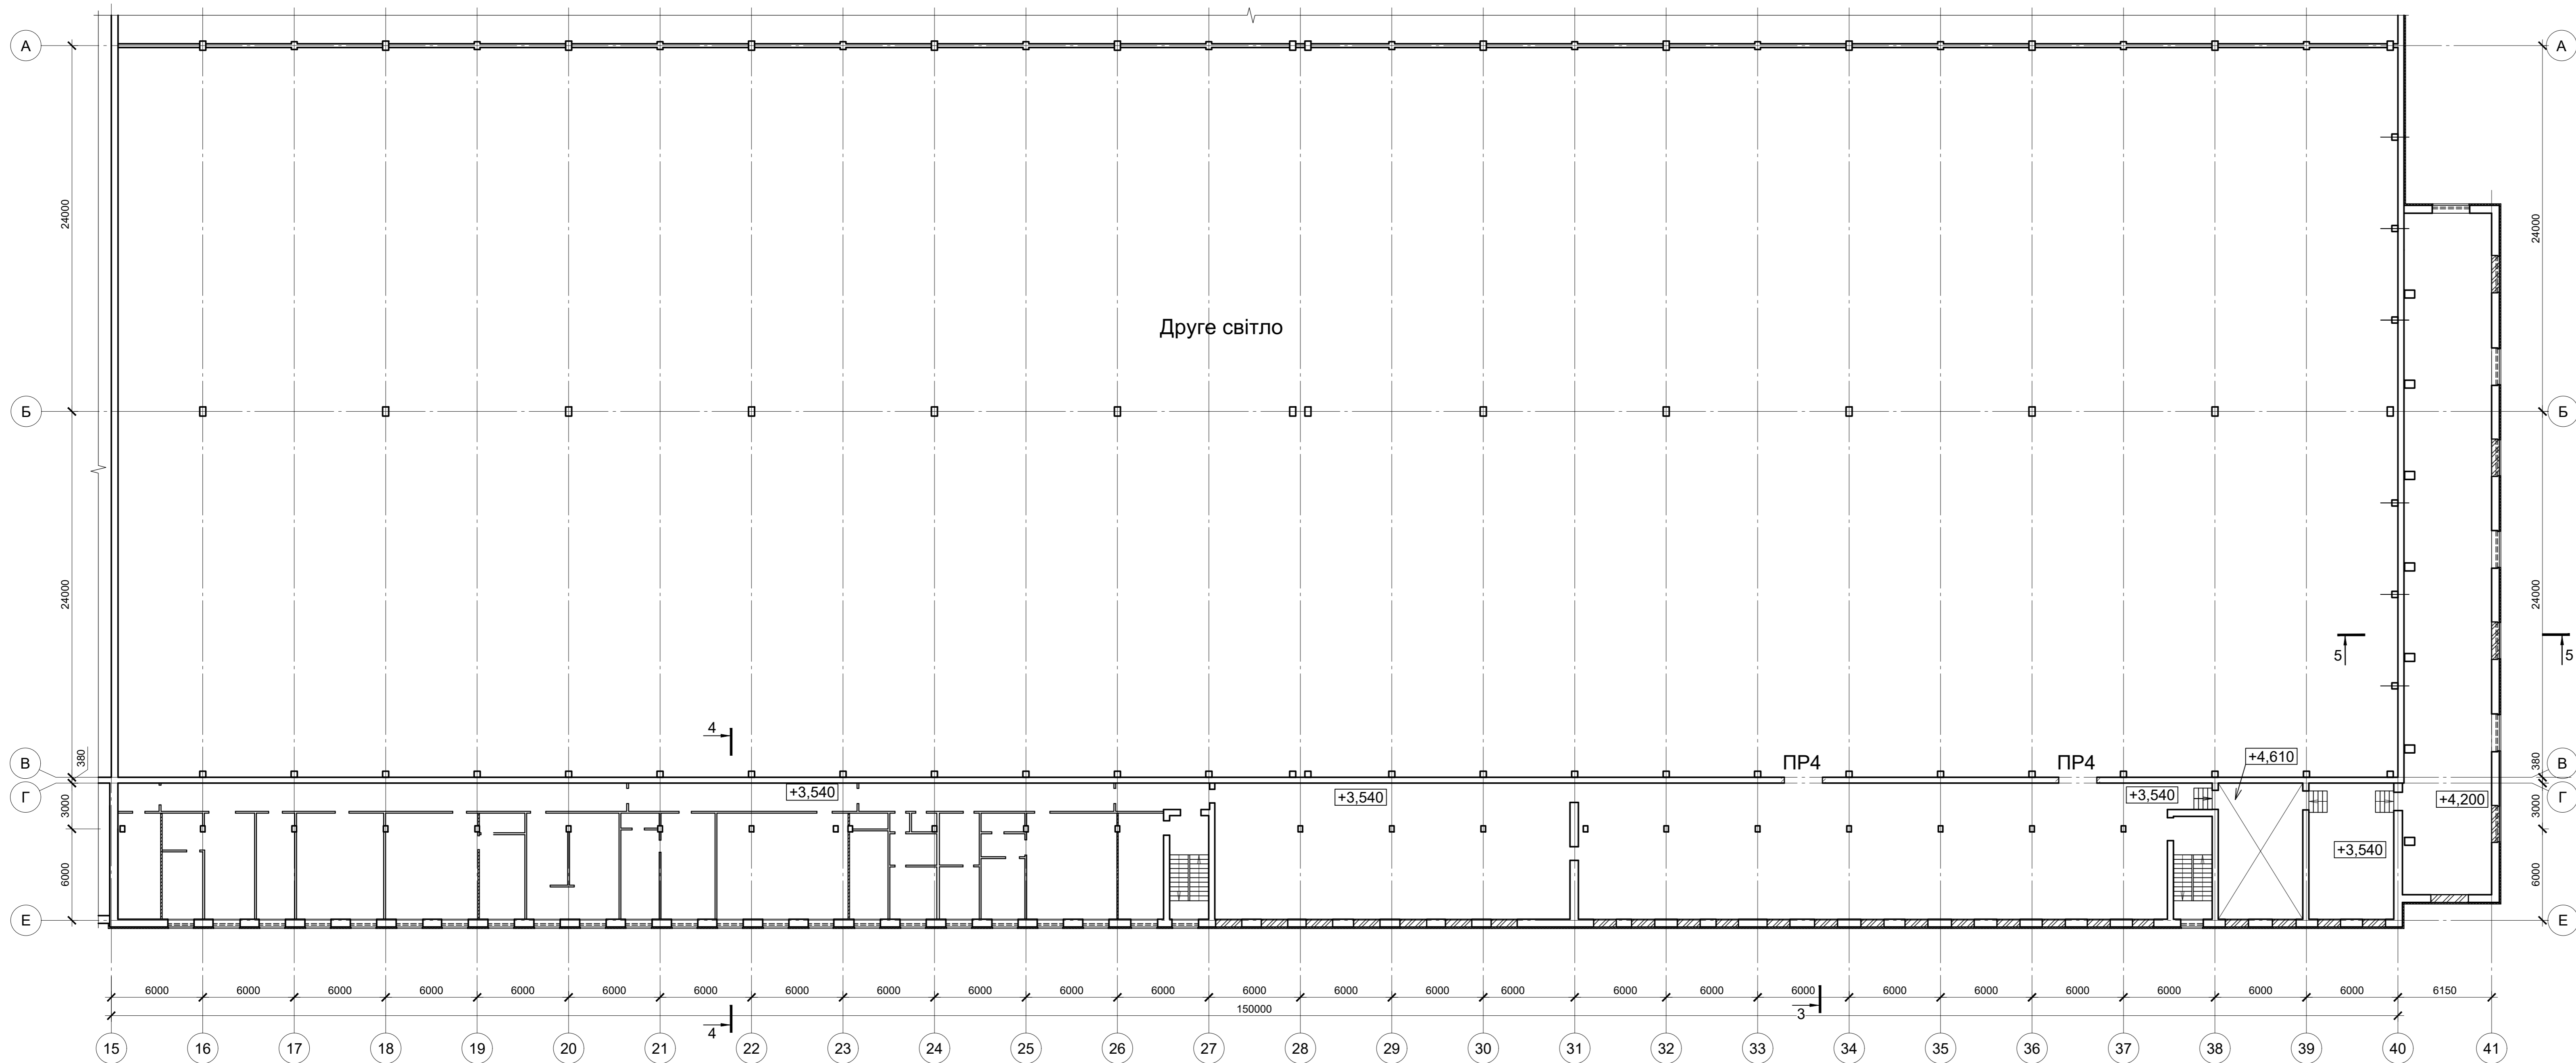 А А
24000 24000
Друге світло
Б Б
24000 24000
5 5
4
380 ПР4 ПР4 +4,610 380
В В
Г +3,540 +3,540 +3,540 +4,200 Г
3000 3000
+3,540
6000 6000
Е Е
6000 6000 6000 6000 6000 6000 6000 6000 6000 6000 6000 6000 6000 6000 6000 6000 6000 6000 6000 6000 6000 6000 6000 6000 6150
150000
4 3
15 16 17 18 19 20 21 22 23 24 25 26 27 28 29 30 31 32 33 34 35 36 37 38 39 40 41